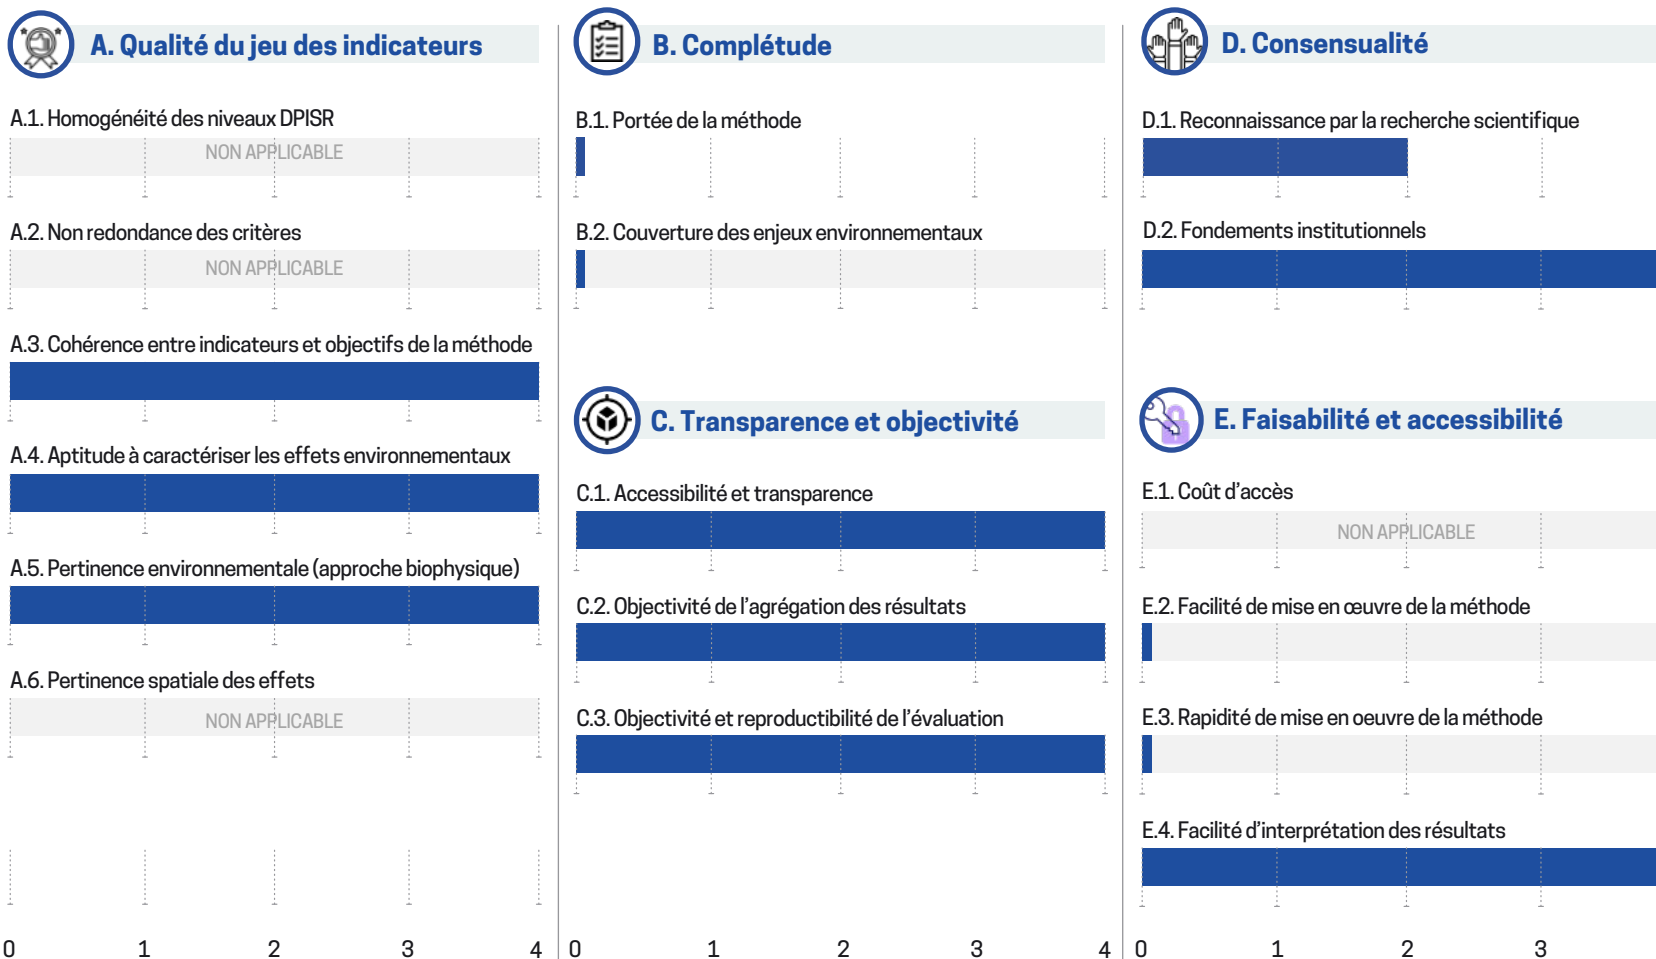 A. Qualité du jeu des indicateurs
A.1. Homogénéité des niveaux DPISR
NON APPLICABLE
A.2. Non redondance des critères
NON APPLICABLE
A.3. Cohérence entre indicateurs et objectifs de la méthode
A.4. Aptitude à caractériser les effets environnementaux
A.5. Pertinence environnementale (approche biophysique)
A.6. Pertinence spatiale des effets
NON APPLICABLE
0 1 2 3 4
B. Complétude
B.1. Portée de la méthode
B.2. Couverture des enjeux environnementaux
C. Transparence et objectivité
C.1. Accessibilité et transparence
C.2. Objectivité de l'agrégation des résultats
C.3. Objectivité et reproductibilité de l'évaluation
0 1 2 3 4
D. Consensualité
D.1. Reconnaissance par la recherche scientifique
D.2. Fondements institutionnels
E. Faisabilité et accessibilité
E.1. Coût d'accès
NON APPLICABLE
E.2. Facilité de mise en œuvre de la méthode
E.3. Rapidité de mise en oeuvre de la méthode
E.4. Facilité d'interprétation des résultats
0 1 2 3